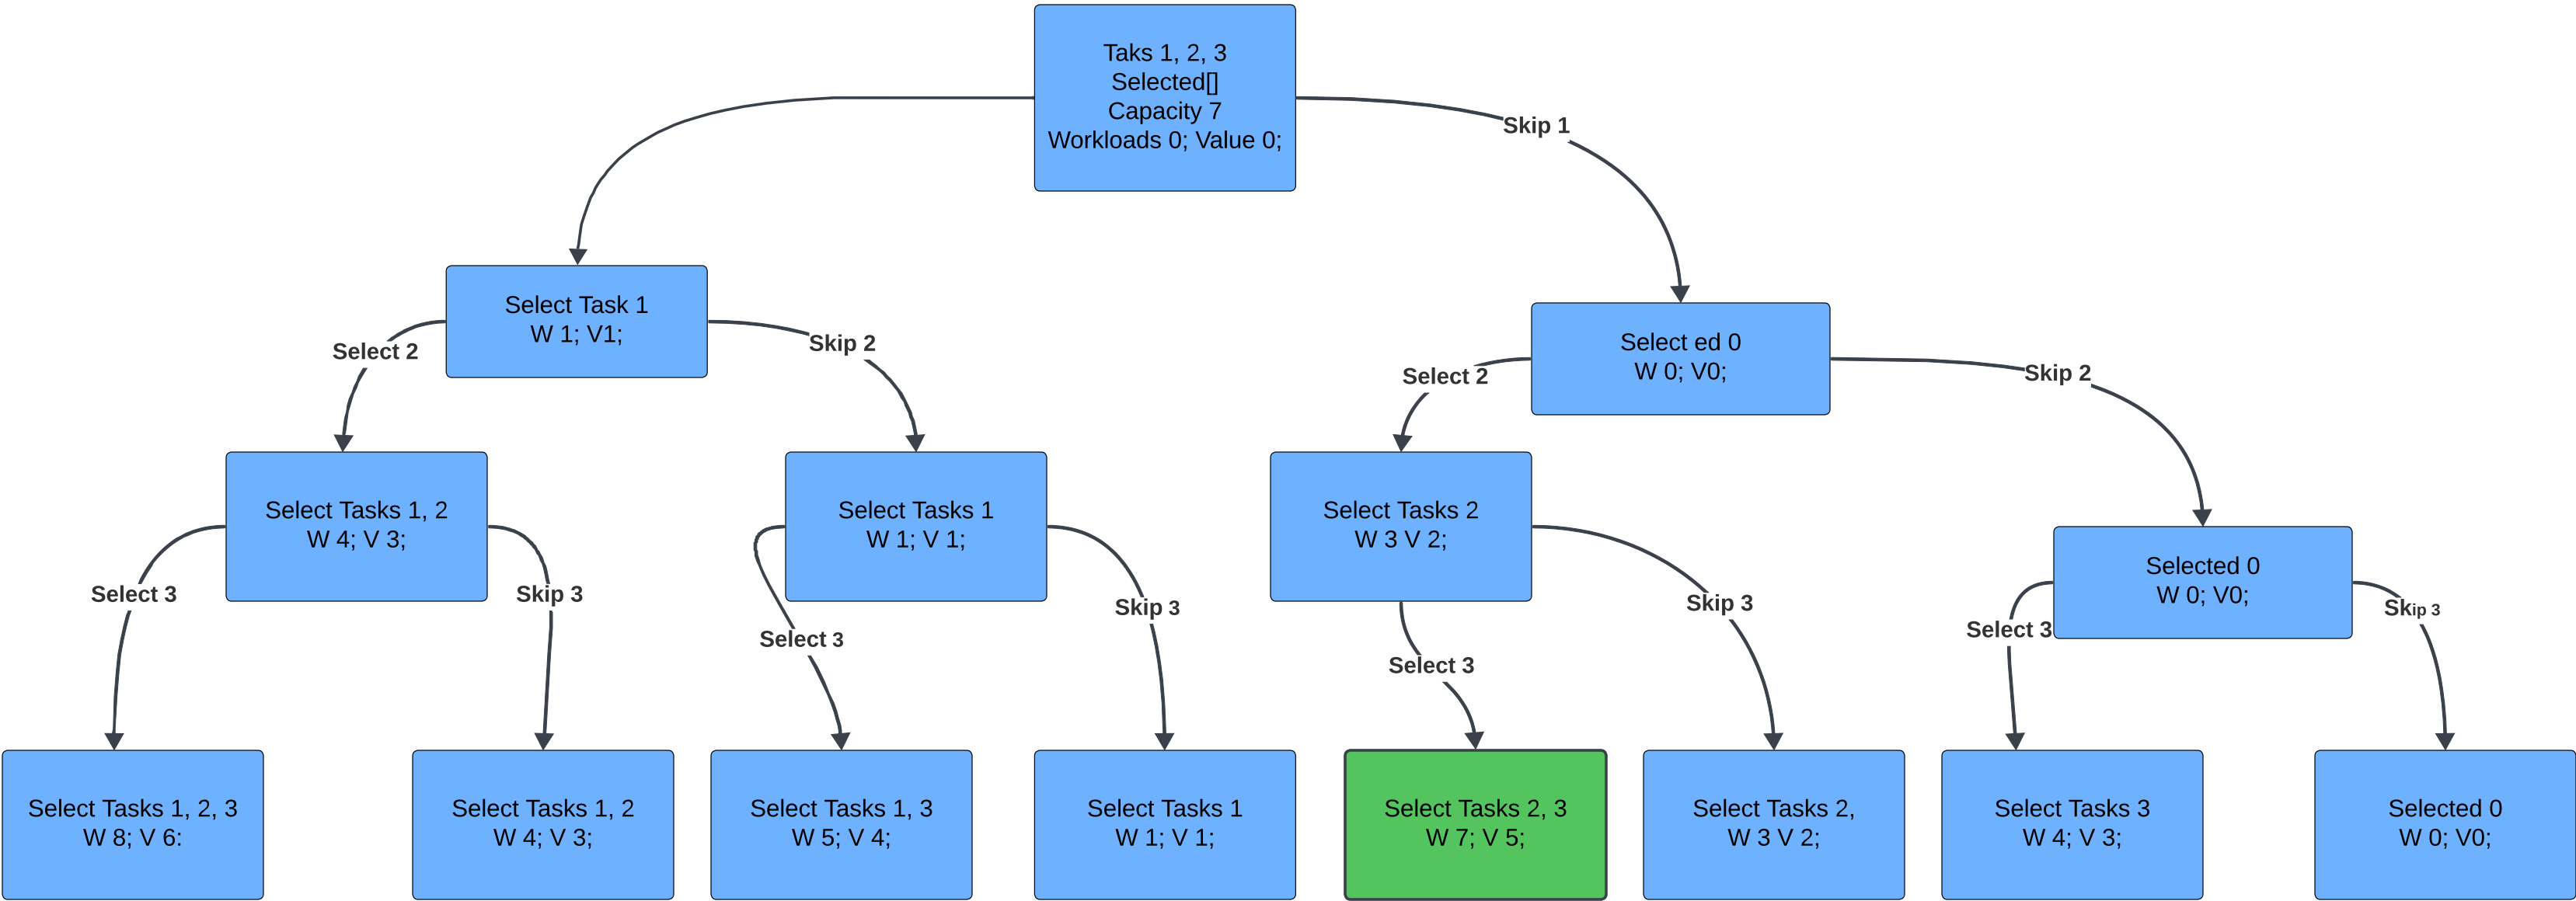 Taks 1, 2, 3
Selected[]
Capacity 7
Workloads 0; Value 0;
Skip 1
Select Task 1
W 1; V1;
Select ed 0
W 0; V0;
Select 2
Skip 2
Select 2
Skip 2
Select Tasks 1, 2
W 4; V 3;
Select Tasks 1
W 1; V 1;
Select Tasks 2
W 3 V 2;
Selected 0
W 0; V0;
Select 3
Skip 3
Select 3
Skip 3
Select 3
Skip 3
Select 3
Skip 3
Select Tasks 1, 2, 3
W 8; V 6:
Select Tasks 1, 2
W 4; V 3;
Select Tasks 1, 3
W 5; V 4;
Select Tasks 1
W 1; V 1;
Select Tasks 2, 3
W 7; V 5;
Select Tasks 2,
W 3 V 2;
Select Tasks 3
W 4; V 3;
Selected 0
W 0; V0;